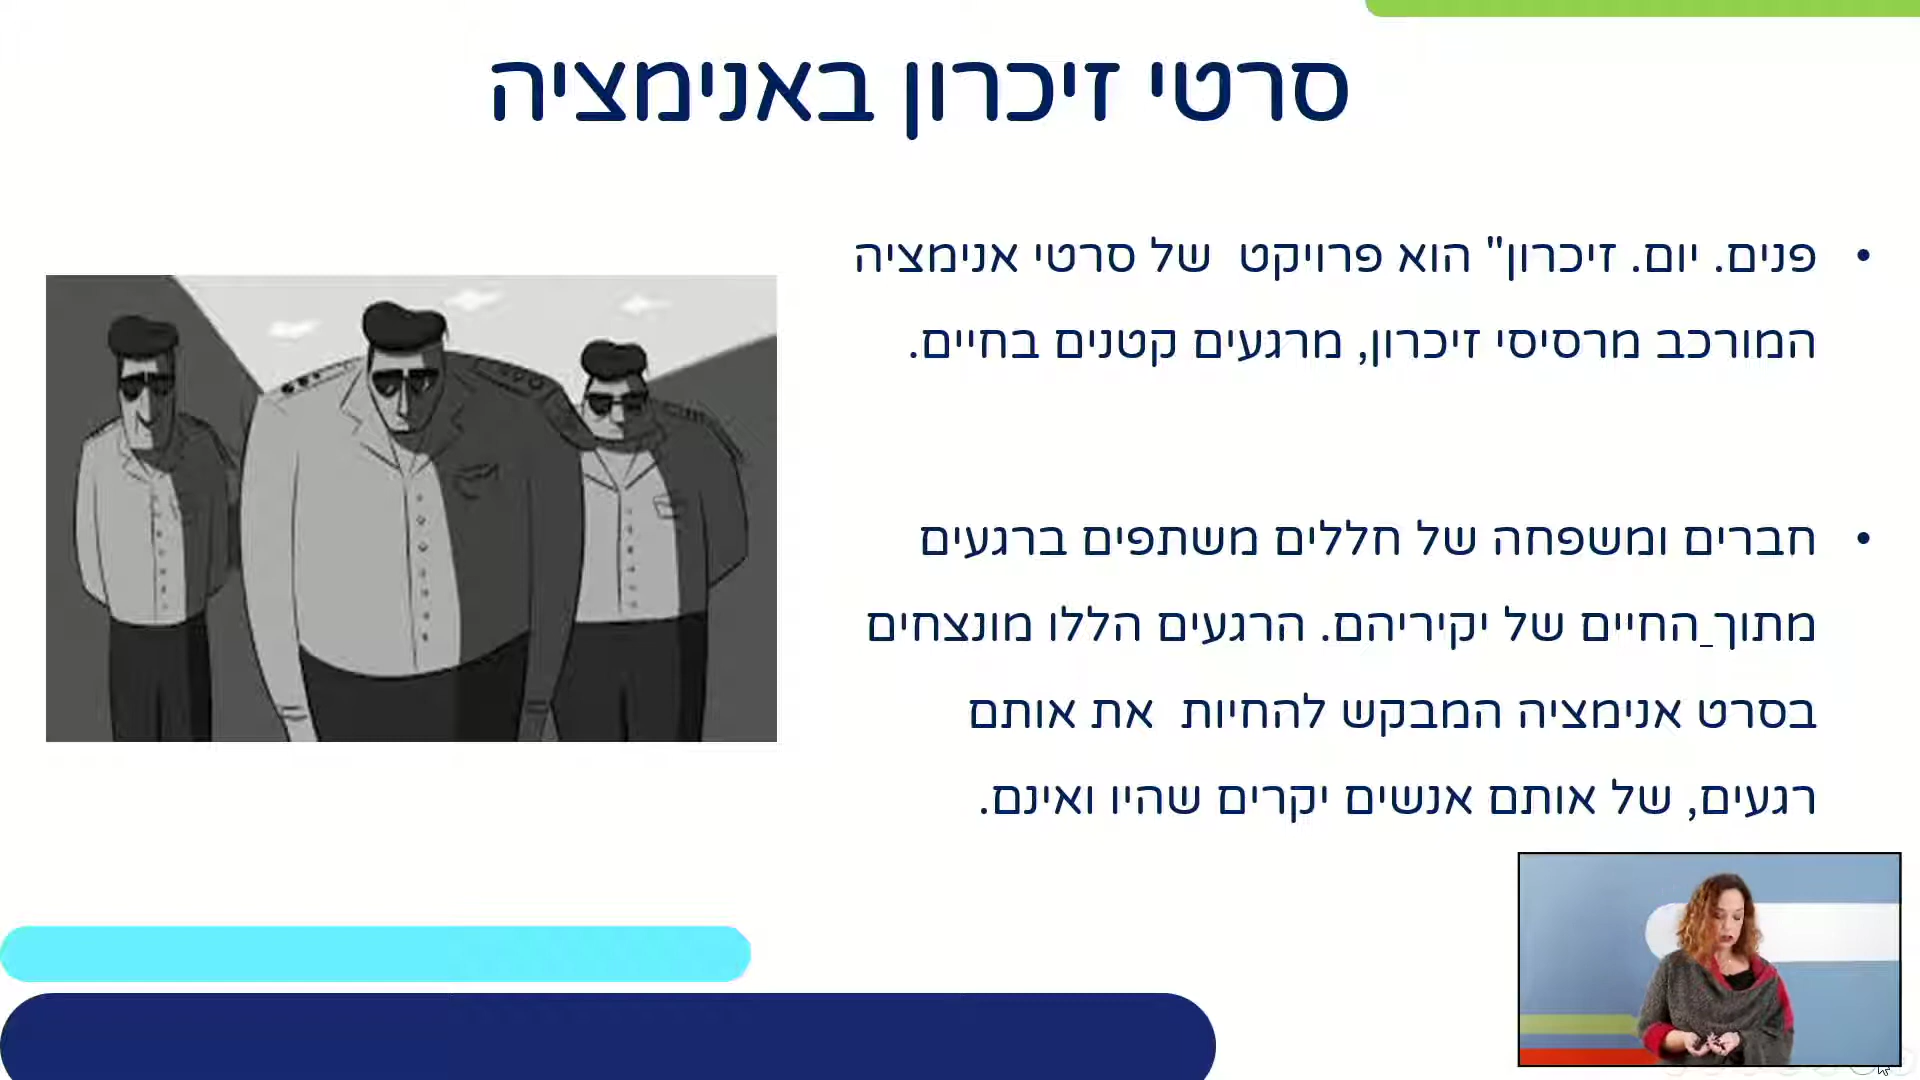 סרטי זיכרון באנימציה
פנים. יום. זיכרון" הוא פרויקט של סרטי אנימציה
המורכב מרסיסי זיכרון, מרגעים קטנים בחיים.
חברים ומשפחה של חללים משתפים ברגעים
מתוך החיים של יקיריהם. הרגעים הללו מונצחים
בסרט אנימציה המבקש להחיות את אותם
רגעים, של אותם אנשים יקרים שהיו ואינם.